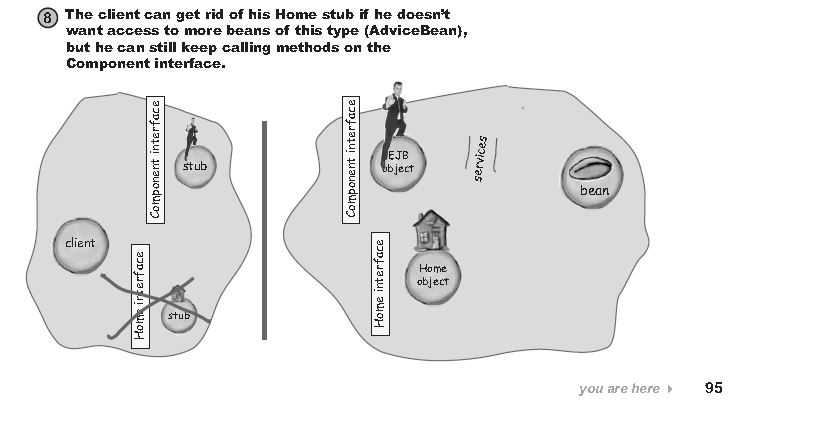 8 The client can get rid of his Home stub if he doesn't
want access to more beans of this type (AdviceBean),
but he can still keep calling methods on the
Component interface.
Component interface
stub
client
Home interface
stub
Component interface
EJB
object
services
bean
Home interface
Home
object
you are here 95